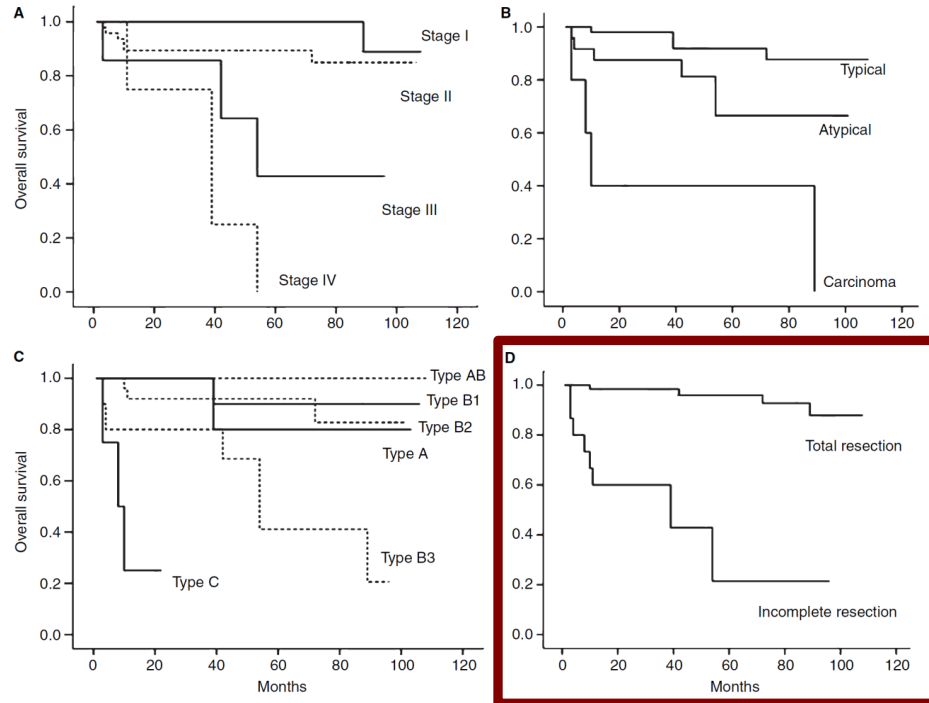 A
Overall survival
1.0
0.8
0.6
0.4
0.2
0.0
0 20 40 60 80 100 120
Stage I
Stage II
Stage III
Stage IV
B
1.0
0.8
0.6
0.4
0.2
0.0
0 20 40 60 80 100 120
Typical
Atypical
Carcinoma
C
Overall survival
1.0
0.8
0.6
0.4
0.2
0.0
0 20 40 60 80 100 120
Months
Type AB
Type B1
Type B2
Type A
Type B3
Type C
D
1.0
0.8
0.6
0.4
0.2
0.0
0 20 40 60 80 100 120
Months
Total resection
Incomplete resection